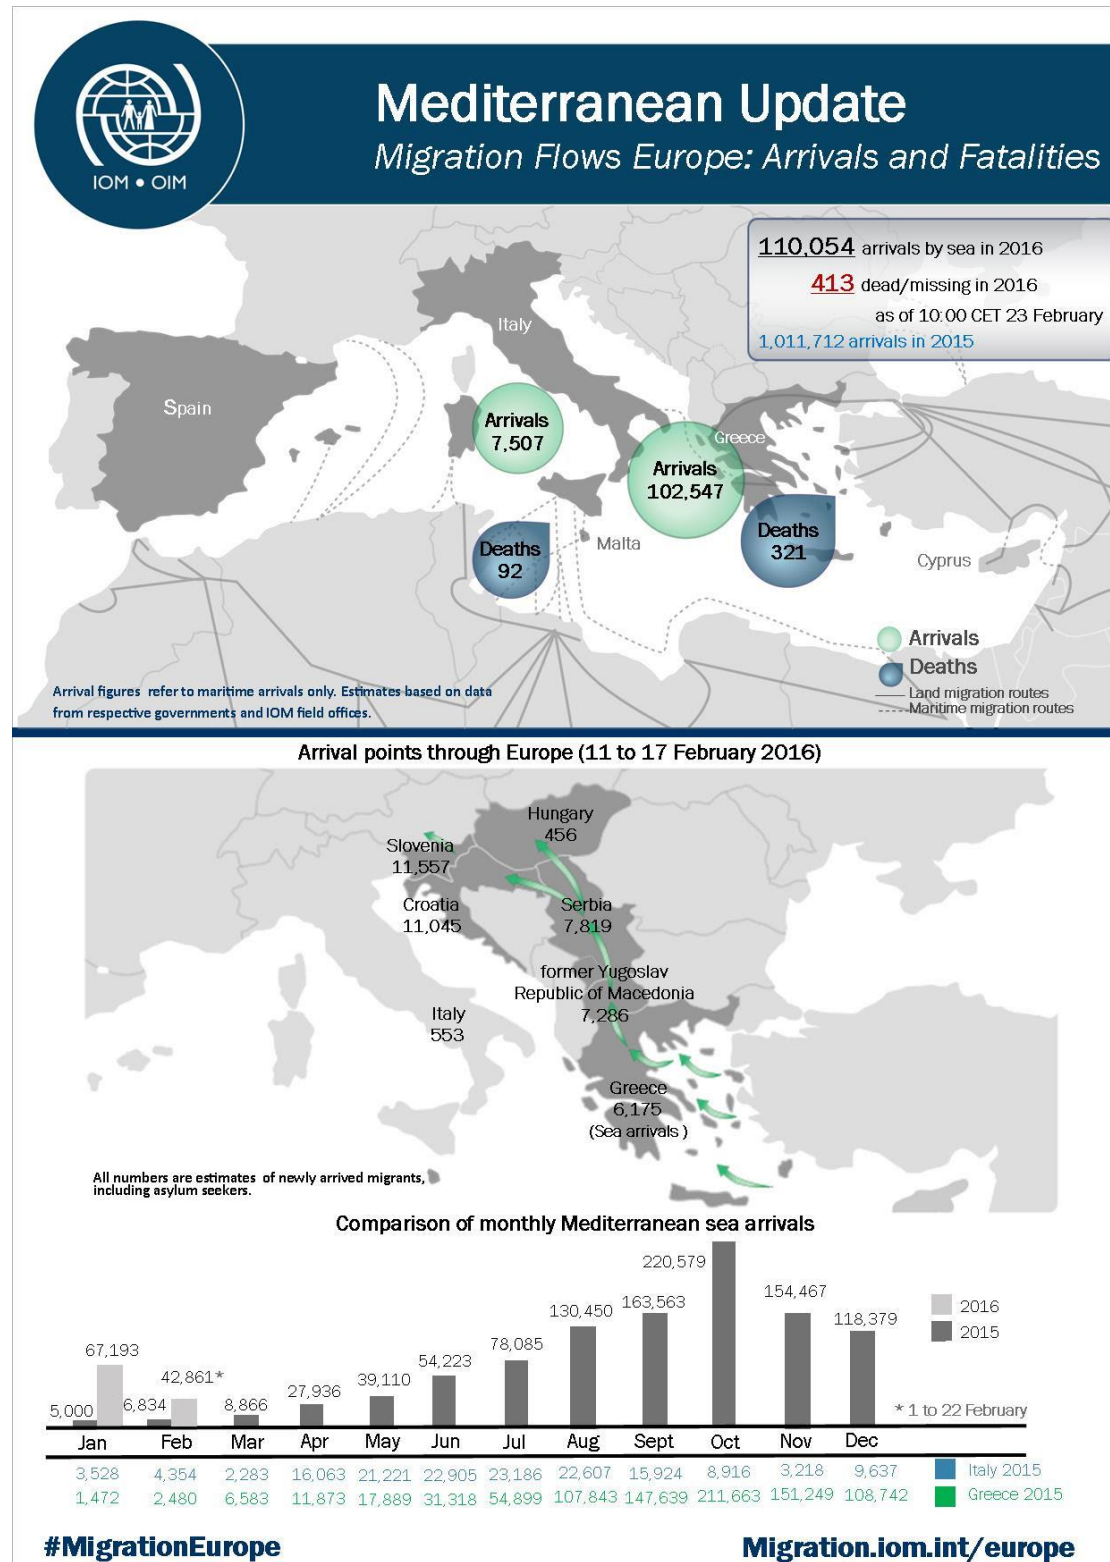 IOM • OIM
Mediterranean Update
Migration Flows Europe: Arrivals and Fatalities
110,054 arrivals by sea in 2016
413 dead/missing in 2016
as of 10:00 CET 23 February
1,011,712 arrivals in 2015
Italy
Spain
Arrivals
7,507
Greece
Arrivals
102,547
Deaths
321
Deaths
92
Malta
Cyprus
Arrivals
Deaths
Land migration routes
Maritime migration routes
Arrival figures refer to maritime arrivals only. Estimates based on data
from respective governments and IOM field offices.
Arrival points through Europe (11 to 17 February 2016)
Hungary
456
Slovenia
11,557
Croatia
11,045
Serbia
7,819
former Yugoslav
Republic of Macedonia
7,286
Italy
553
Greece
6,175
(Sea arrivals )
All numbers are estimates of newly arrived migrants,
including asylum seekers.
Comparison of monthly Mediterranean sea arrivals
5,000 67,193 6,834 42,861* 8,866 27,936 39,110 54,223 78,085 130,450 163,563 220,579 154,467 118,379
2016
2015
* 1 to 22 February
Jan Feb Mar Apr May Jun Jul Aug Sept Oct Nov Dec
3,528 4,354 2,283 16,063 21,221 22,905 23,186 22,607 15,924 8,916 3,218 9,637 Italy 2015
1,472 2,480 6,583 11,873 17,889 31,318 54,899 107,843 147,639 211,663 151,249 108,742 Greece 2015
#MigrationEurope
Migration.iom.int/europe